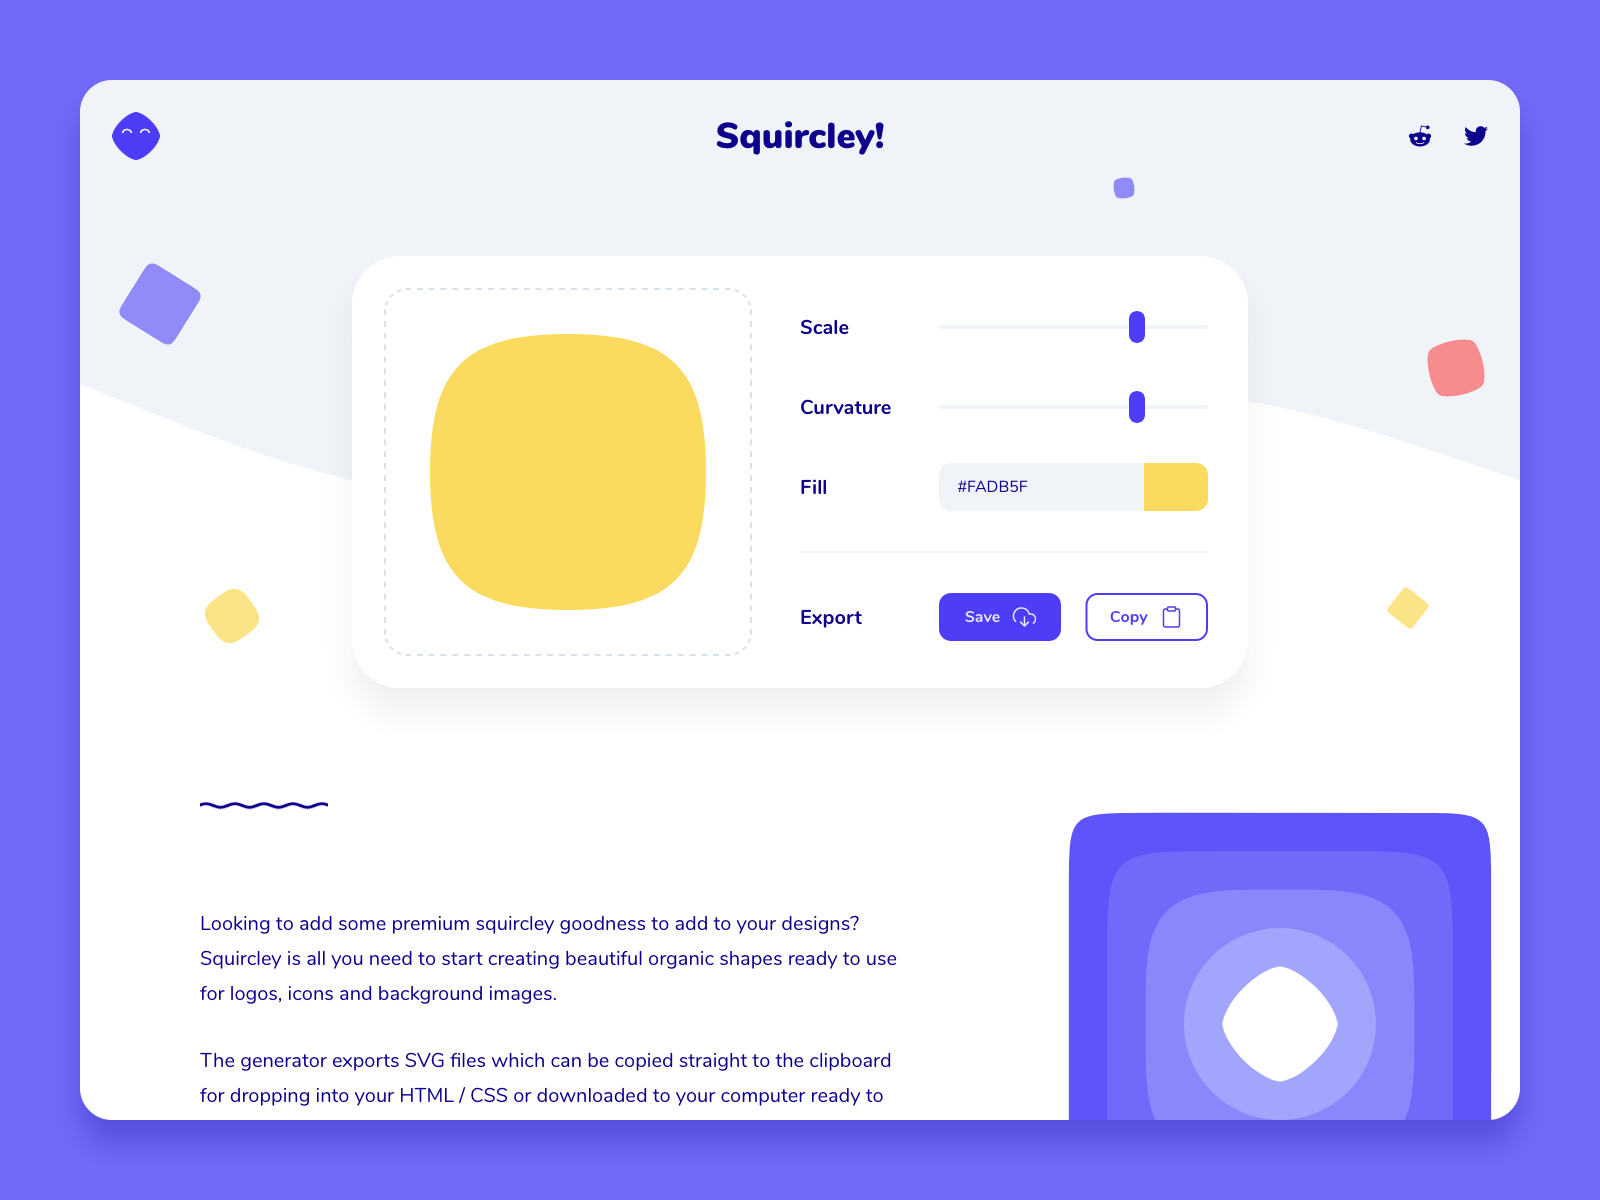 Squircley!
Scale
Curvature
Fill
#FADB5F
Export
Save
Copy
Looking to add some premium squircley goodness to add to your designs?
Squircley is all you need to start creating beautiful organic shapes ready to use
for logos, icons and background images.
The generator exports SVG files which can be copied straight to the clipboard
for dropping into your HTML / CSS or downloaded to your computer ready to